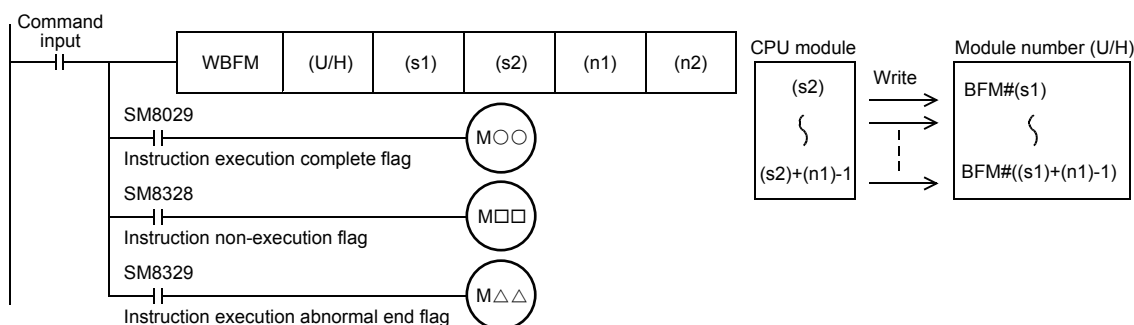 Command
input
WBFM (U/H) (s1) (s2) (n1) (n2)
SM8029
M○○
Instruction execution complete flag
SM8328
M□□
Instruction non-execution flag
SM8329
M△△
Instruction execution abnormal end flag
CPU module
(s2)
(s2)+(n1)-1
Write
Module number (U/H)
BFM#(s1)
BFM#((s1)+(n1)-1)